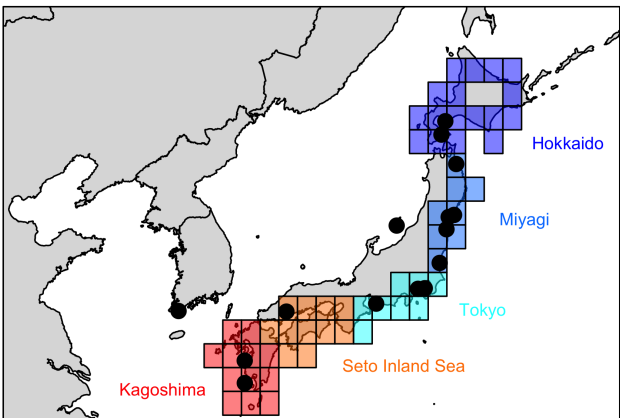 Hokkaido
Miyagi
Tokyo
Seto Inland Sea
Kagoshima